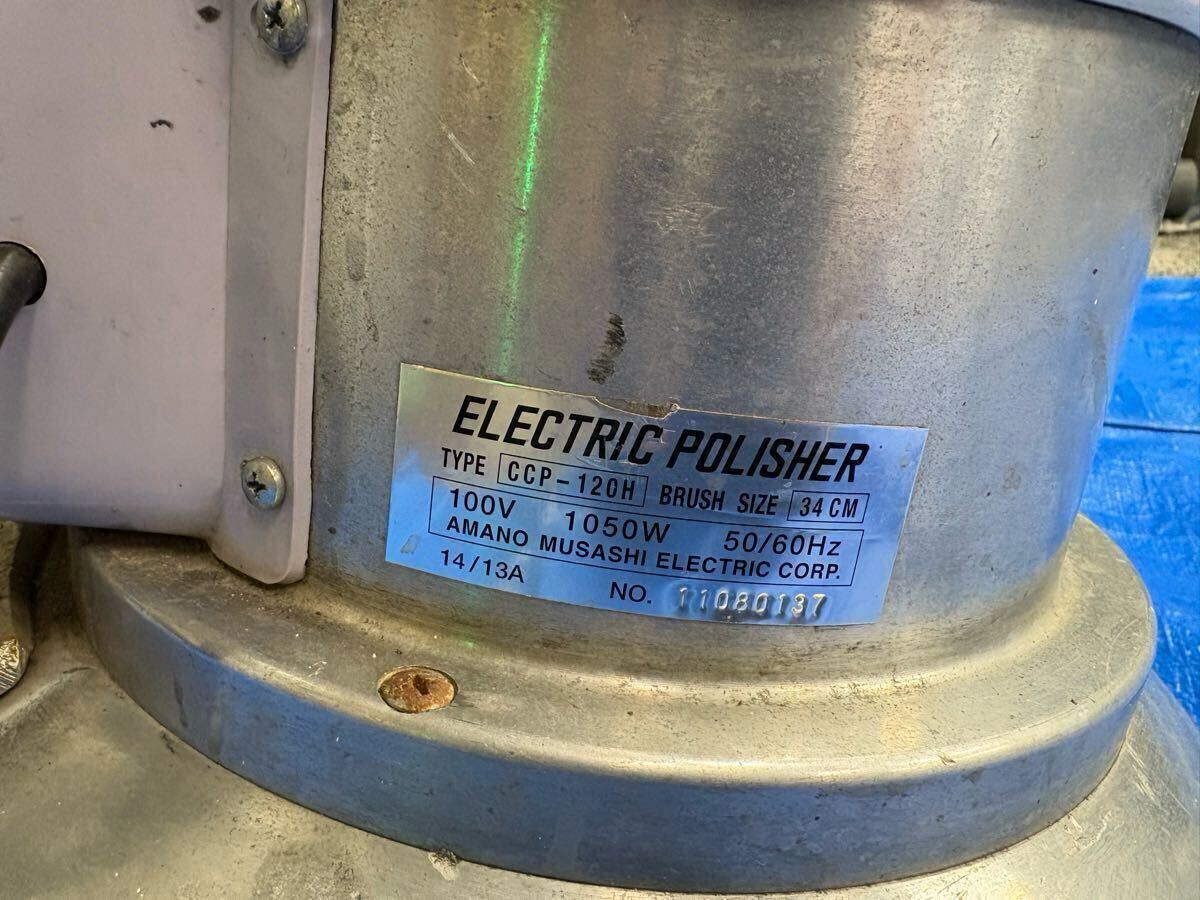 ELECTRIC POLISHER
TYPE CCP-120H BRUSH SIZE 34 CM
100V 1050W 50/60Hz
AMANO MUSASHI ELECTRIC CORP.
14/13A NO. 11080137